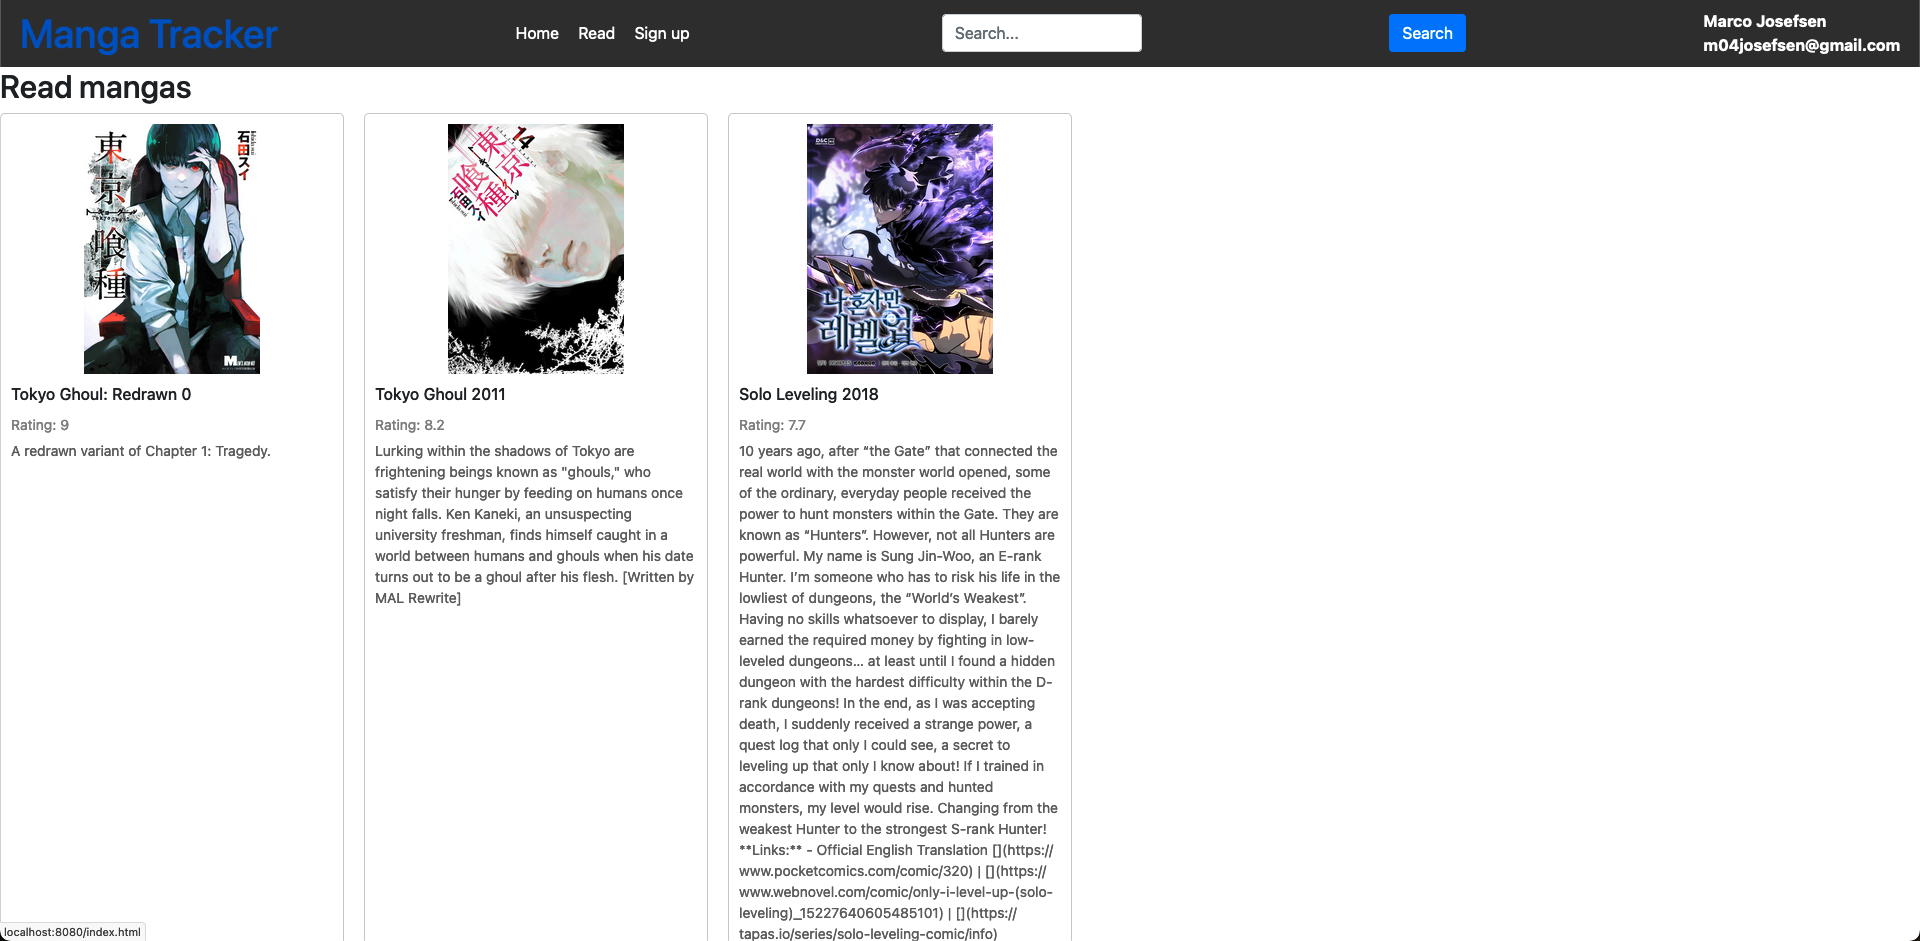 Manga Tracker
Home Read Sign up
Search...
Search
Marco Josefsen
m04josefsen@gmail.com
Read mangas
東京喰種
トーキョーグール
石田スイ
Tokyo Ghoul: Redrawn 0
Rating: 9
A redrawn variant of Chapter 1: Tragedy.
14
東京喰種
石田スイ
Tokyo Ghoul 2011
Rating: 8.2
Lurking within the shadows of Tokyo are
frightening beings known as "ghouls," who
satisfy their hunger by feeding on humans once
night falls. Ken Kaneki, an unsuspecting
university freshman, finds himself caught in a
world between humans and ghouls when his date
turns out to be a ghoul after his flesh. [Written by
MAL Rewrite]
나 혼자만
레벨업
Solo Leveling 2018
Rating: 7.7
10 years ago, after “the Gate” that connected the
real world with the monster world opened, some
of the ordinary, everyday people received the
power to hunt monsters within the Gate. They are
known as “Hunters”. However, not all Hunters are
powerful. My name is Sung Jin-Woo, an E-rank
Hunter. I’m someone who has to risk his life in the
lowliest of dungeons, the “World’s Weakest”.
Having no skills whatsoever to display, I barely
earned the required money by fighting in low-
leveled dungeons… at least until I found a hidden
dungeon with the hardest difficulty within the D-
rank dungeons! In the end, as I was accepting
death, I suddenly received a strange power, a
quest log that only I could see, a secret to
leveling up that only I know about! If I trained in
accordance with my quests and hunted
monsters, my level would rise. Changing from the
weakest Hunter to the strongest S-rank Hunter!
**Links:** - Official English Translation [](https://
www.pocketcomics.com/comic/320) | [](https://
www.webnovel.com/comic/only-i-level-up-(solo-
leveling)_15227640605485101) | [](https://
tapas.io/series/solo-leveling-comic/info)
localhost:8080/index.html